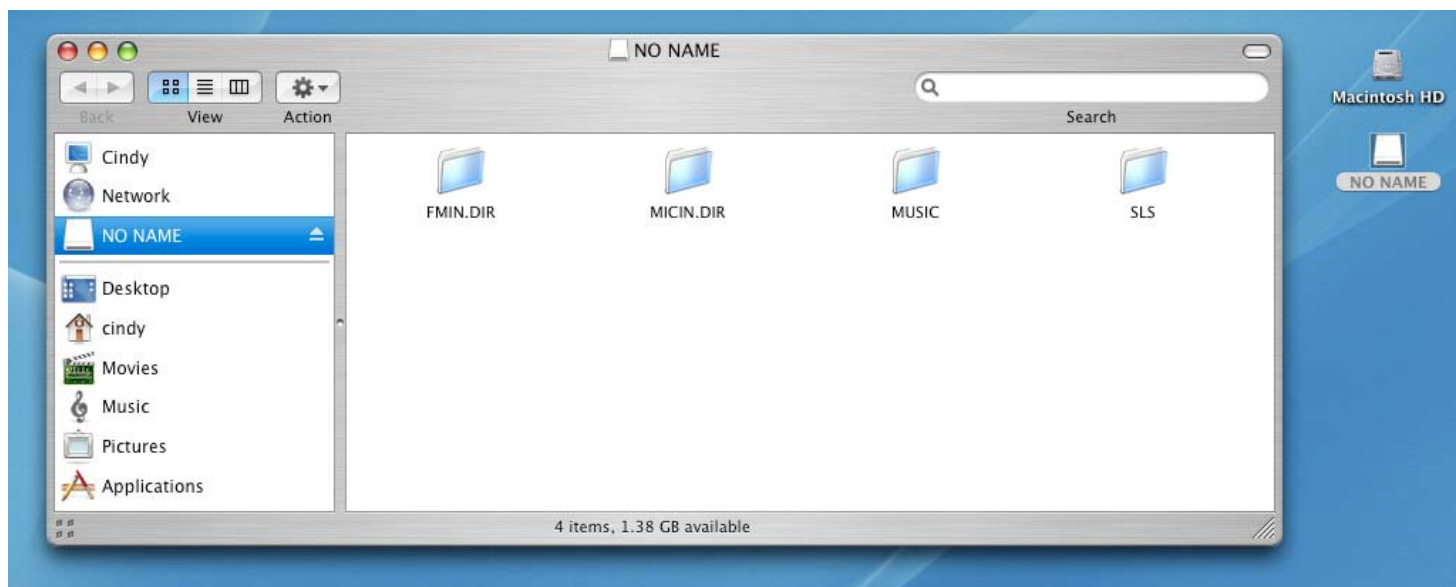 NO NAME
Back View Action Search
Cindy
Network
NO NAME
Desktop
cindy
Movies
Music
Pictures
Applications
FMIN.DIR MICIN.DIR MUSIC SLS
4 items, 1.38 GB available
Macintosh HD
NO NAME